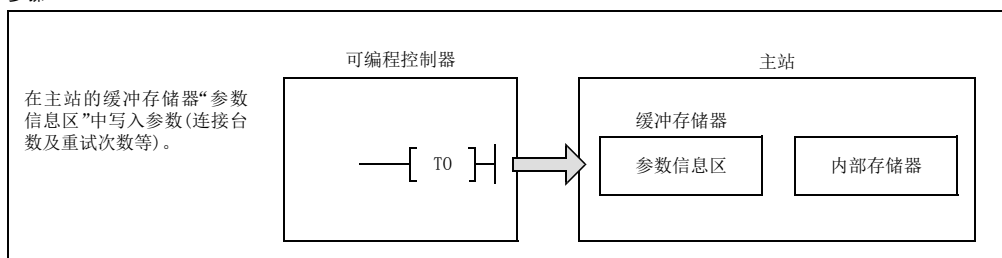 可编程控制器
主站
在主站的缓冲存储器“参数
信息区”中写入参数(连接台
数及重试次数等)。
缓冲存储器
TO
参数信息区
内部存储器